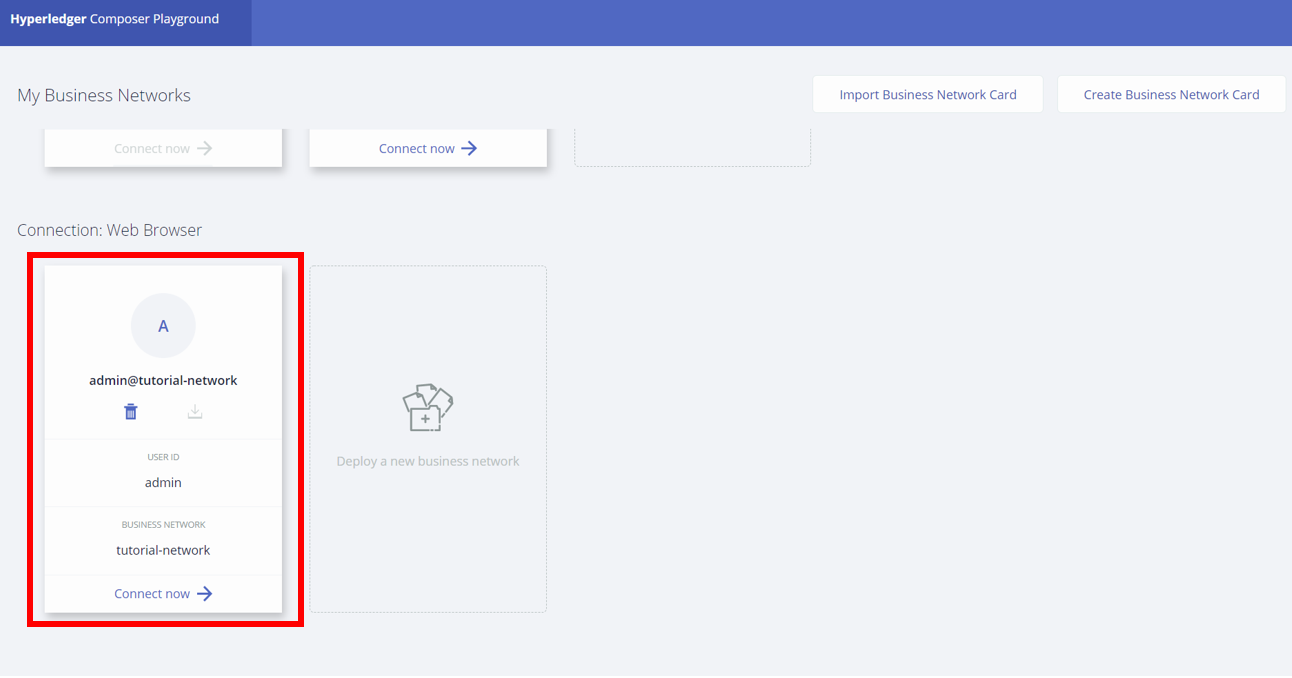 Hyperledger Composer Playground
My Business Networks
Import Business Network Card
Create Business Network Card
Connect now
Connect now
Connection: Web Browser
A
admin@tutorial-network
USER ID
admin
BUSINESS NETWORK
tutorial-network
Connect now
Deploy a new business network